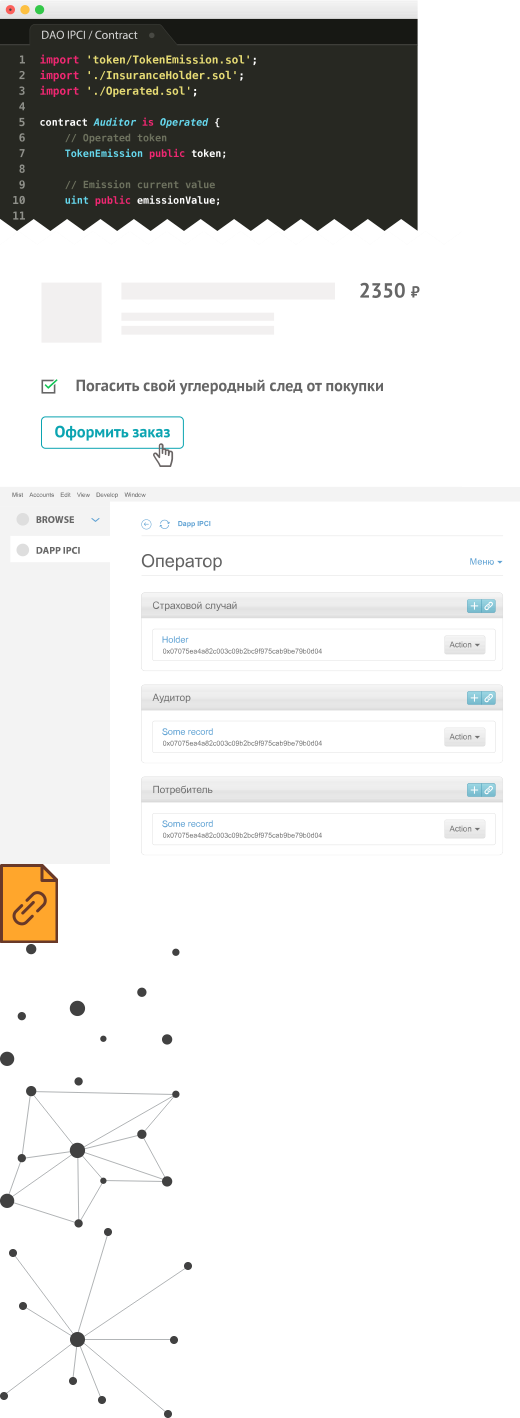 DAO IPCI / Contract
1 import 'token/TokenEmission.sol';
2 import './InsuranceHolder.sol';
3 import './Operated.sol';
4
5 contract Auditor is Operated {
6 // Operated token
7 TokenEmission public token;
8
9 // Emission current value
10 uint public emissionValue;
11
2350 ₽
Погасить свой углеродный след от покупки
Оформить заказ
Mist Accounts Edit View Develop Window
BROWSE
DAPP IPCI
Dapp IPCI
Оператор
Меню
Страховой случай
Holder
0x07075ea4a82c003c09b2bc9f975cab9be79b0d04
Action
Аудитор
Some record
0x07075ea4a82c003c09b2bc9f975cab9be79b0d04
Action
Потребитель
Some record
0x07075ea4a82c003c09b2bc9f975cab9be79b0d04
Action